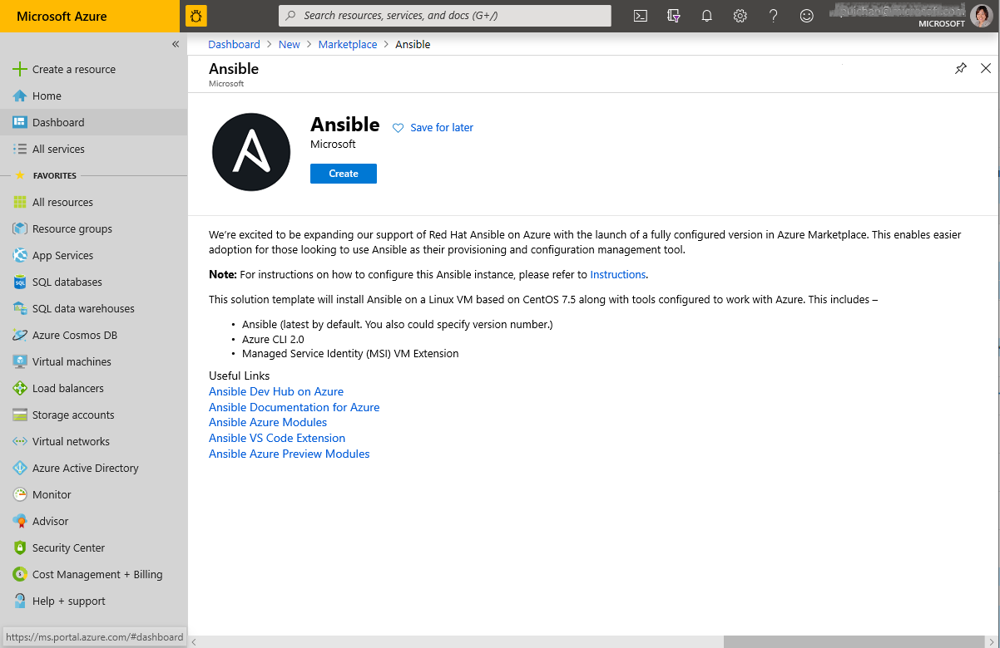 Microsoft Azure
Search resources, services, and docs (G+/)
MICROSOFT
«
Dashboard > New > Marketplace > Ansible
Create a resource
Home
Dashboard
All services
FAVORITES
All resources
Resource groups
App Services
SQL databases
SQL data warehouses
Azure Cosmos DB
Virtual machines
Load balancers
Storage accounts
Virtual networks
Azure Active Directory
Monitor
Advisor
Security Center
Cost Management + Billing
Help + support
https://ms.portal.azure.com/#dashboard
Ansible
Microsoft
Ansible
Save for later
Microsoft
Create
We're excited to be expanding our support of Red Hat Ansible on Azure with the launch of a fully configured version in Azure Marketplace. This enables easier
adoption for those looking to use Ansible as their provisioning and configuration management tool.
Note: For instructions on how to configure this Ansible instance, please refer to Instructions.
This solution template will install Ansible on a Linux VM based on CentOS 7.5 along with tools configured to work with Azure. This includes –
• Ansible (latest by default. You also could specify version number.)
• Azure CLI 2.0
• Managed Service Identity (MSI) VM Extension
Useful Links
Ansible Dev Hub on Azure
Ansible Documentation for Azure
Ansible Azure Modules
Ansible VS Code Extension
Ansible Azure Preview Modules